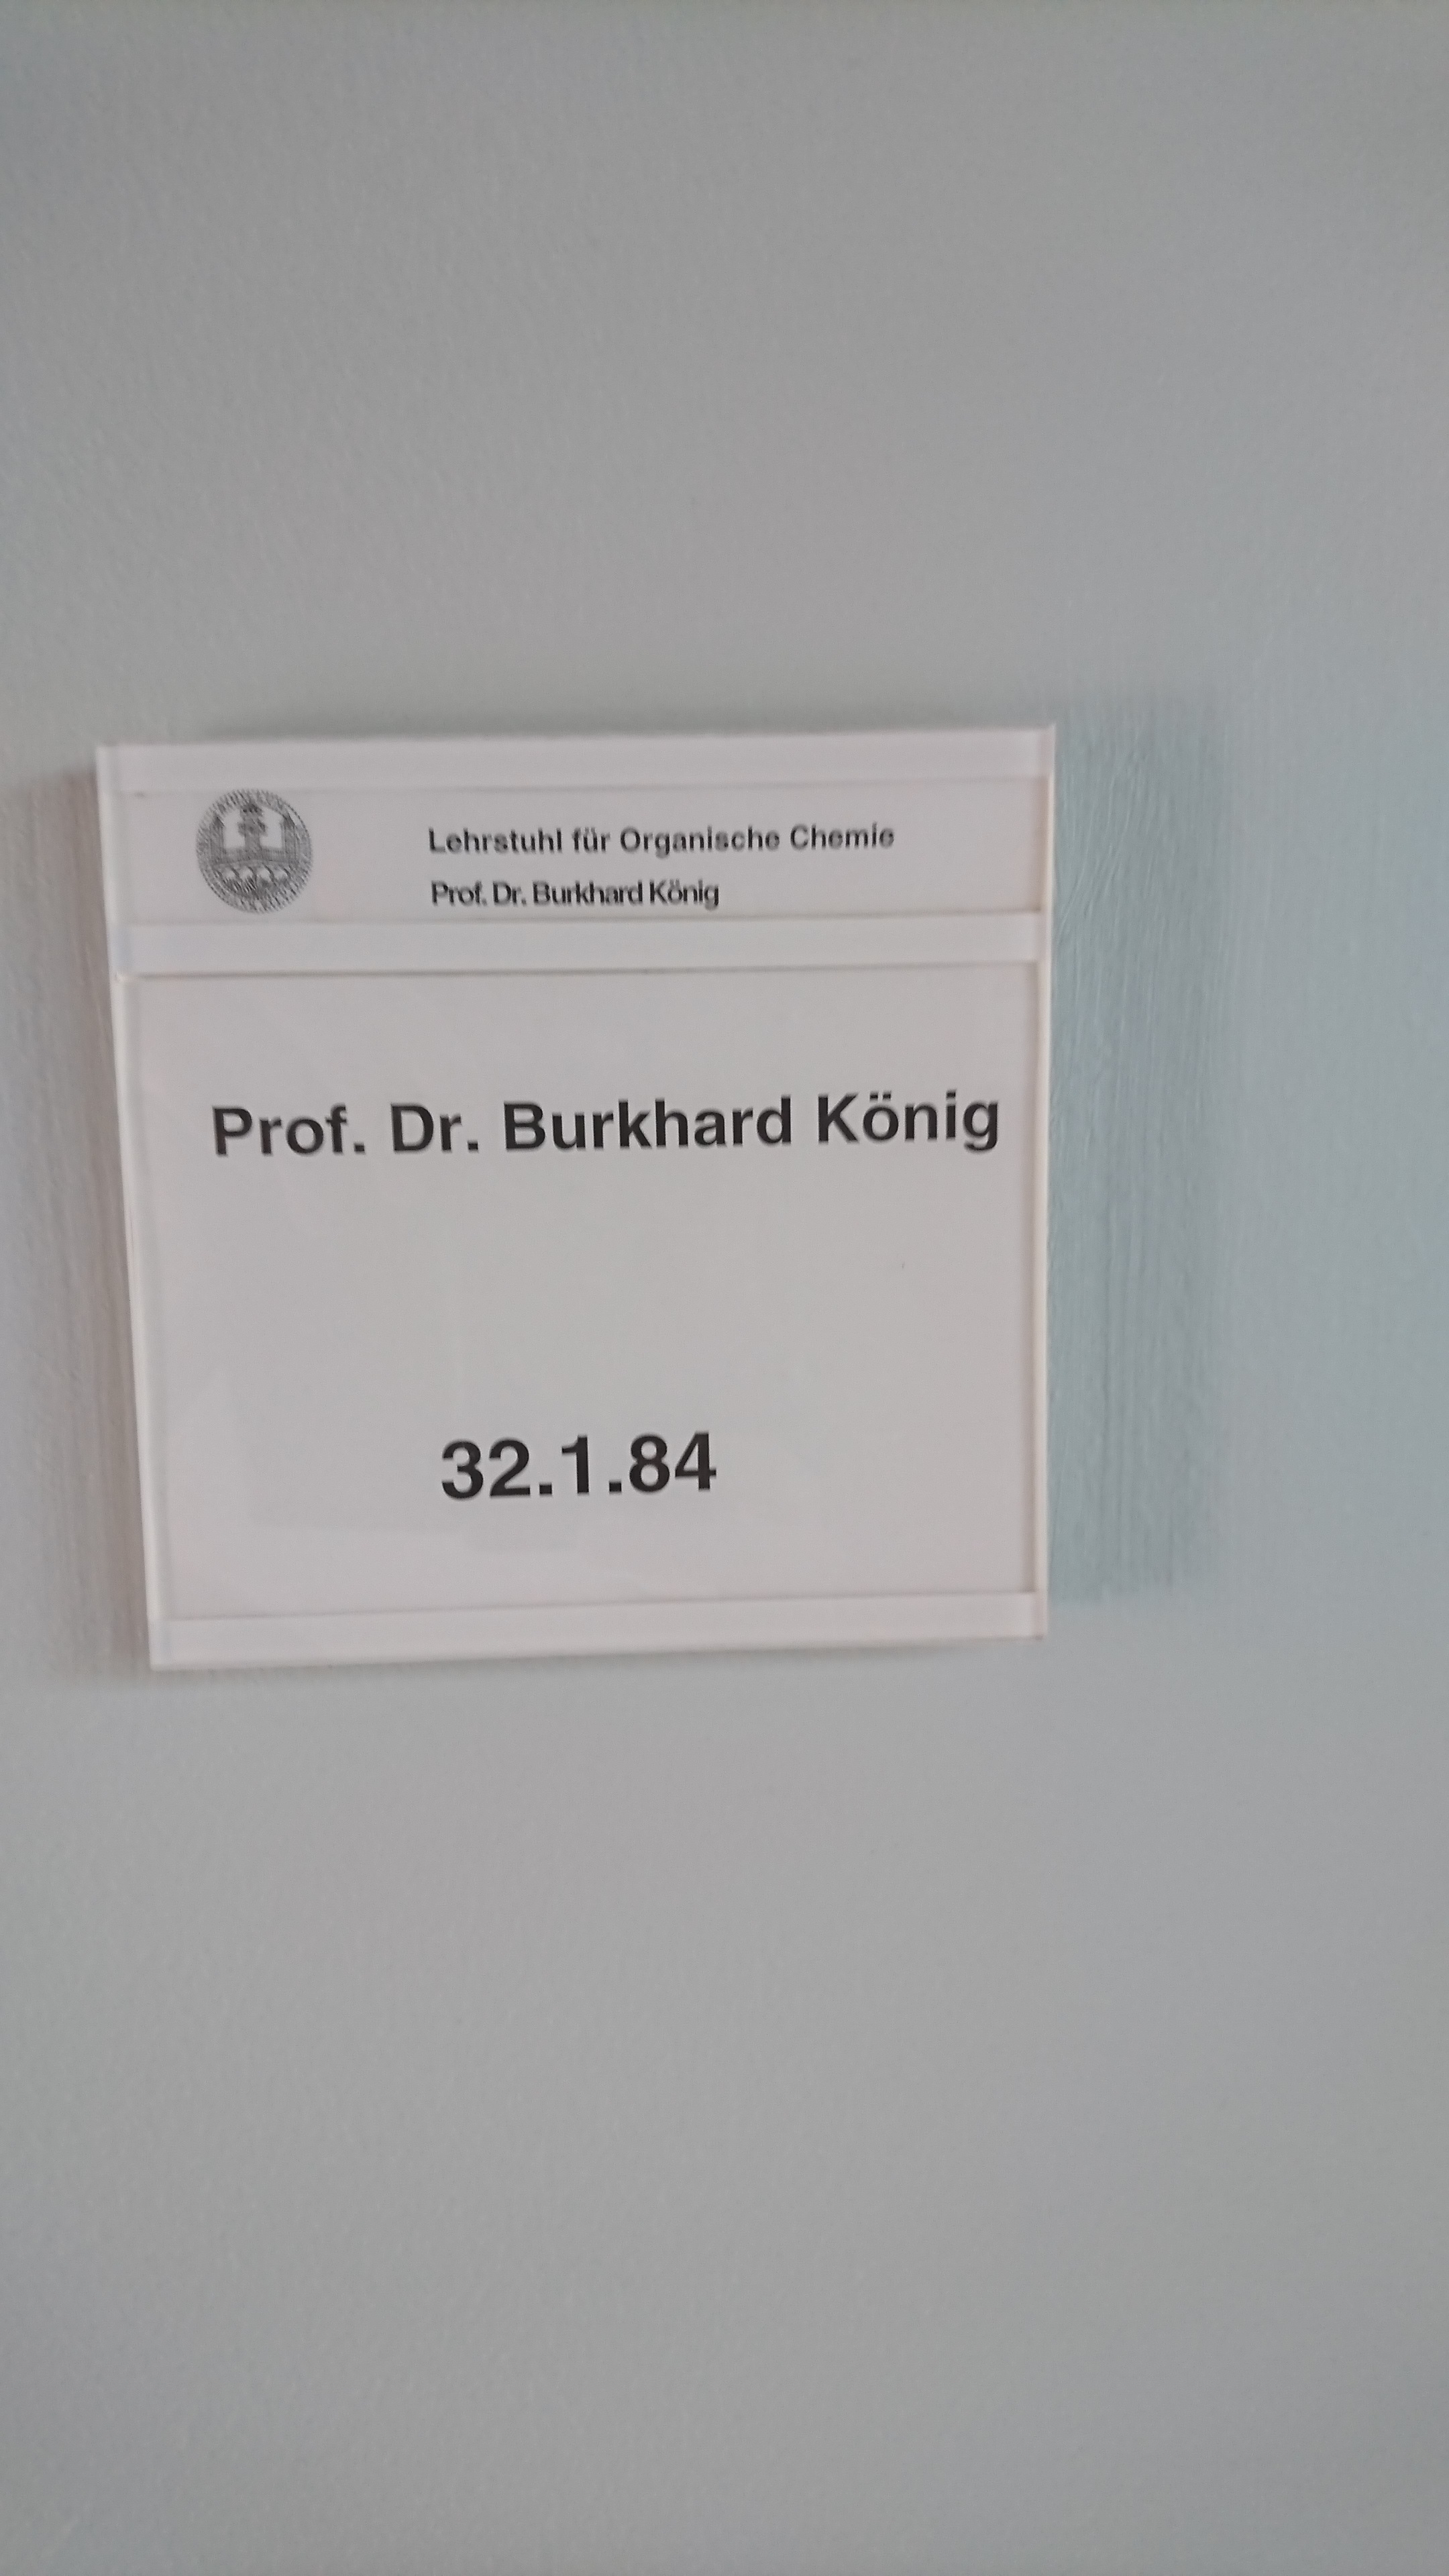 Lehrstuhl für Organische Chemie
Prof. Dr. Burkhard König
Prof. Dr. Burkhard König
32.1.84